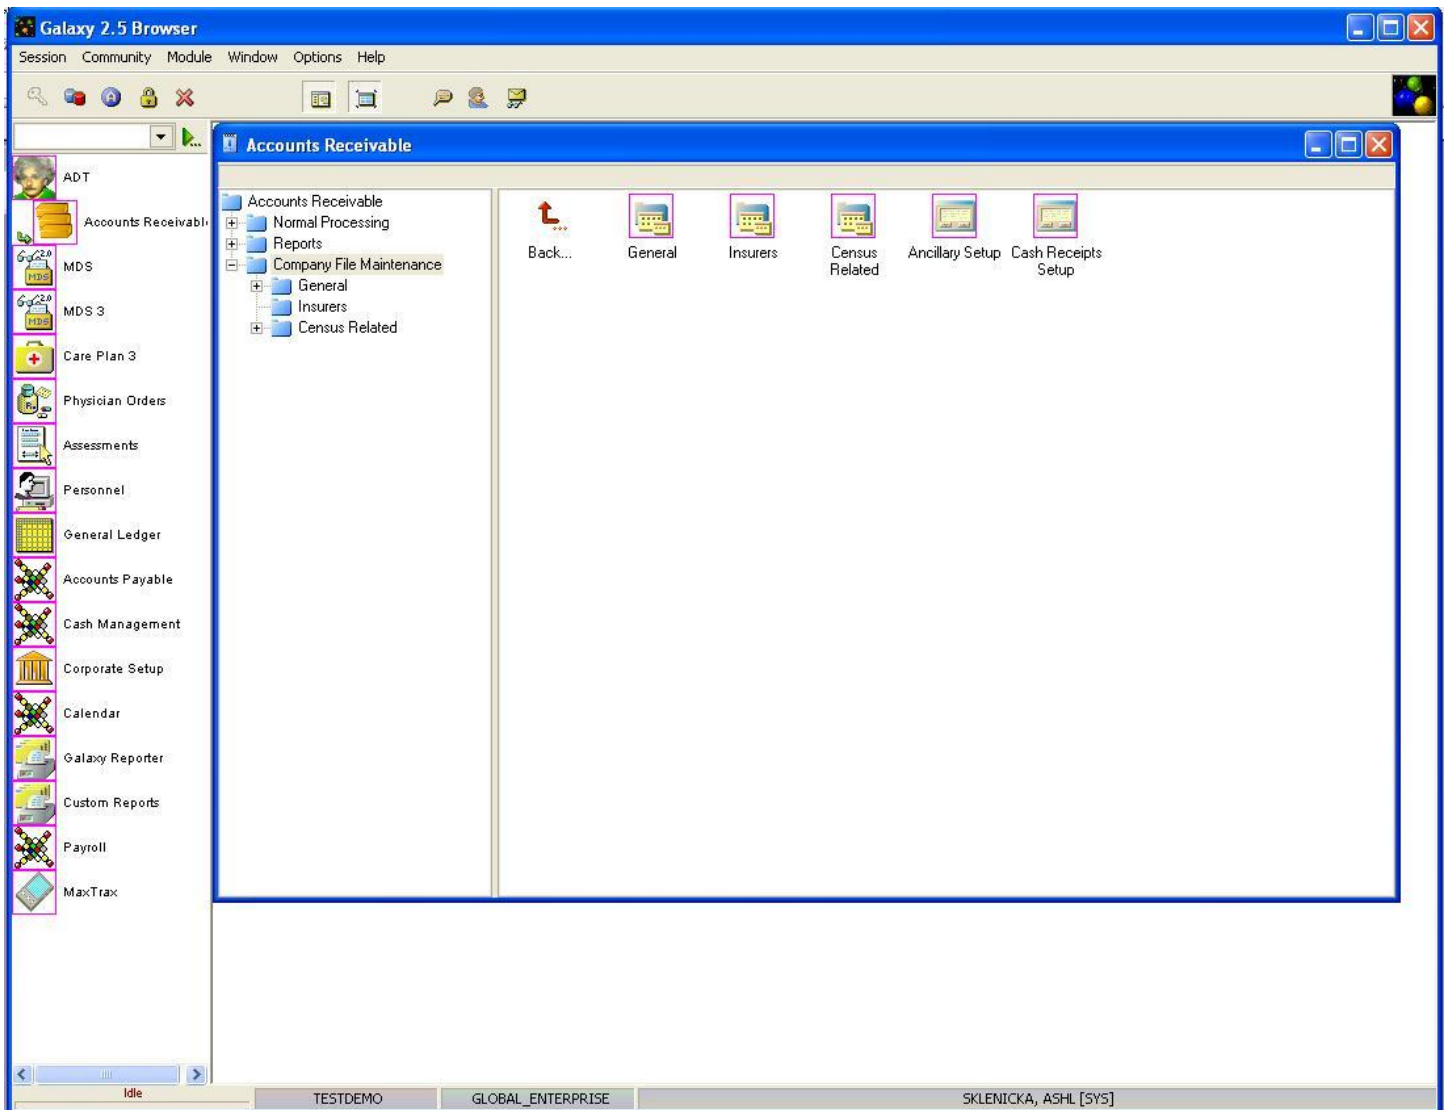 Galaxy 2.5 Browser
Session Community Module Window Options Help
Accounts Receivable
ADT
Accounts Receivabl
MDS
MDS 3
Care Plan 3
Physician Orders
Assessments
Personnel
General Ledger
Accounts Payable
Cash Management
Corporate Setup
Calendar
Galaxy Reporter
Custom Reports
Payroll
MaxTrax
Accounts Receivable
Normal Processing
Reports
Company File Maintenance
General
Insurers
Census Related
Back...
General
Insurers
Census
Related
Ancillary Setup
Cash Receipts
Setup
Idle
TESTDEMO
GLOBAL_ENTERPRISE
SKLENICKA, ASHL [SYS]